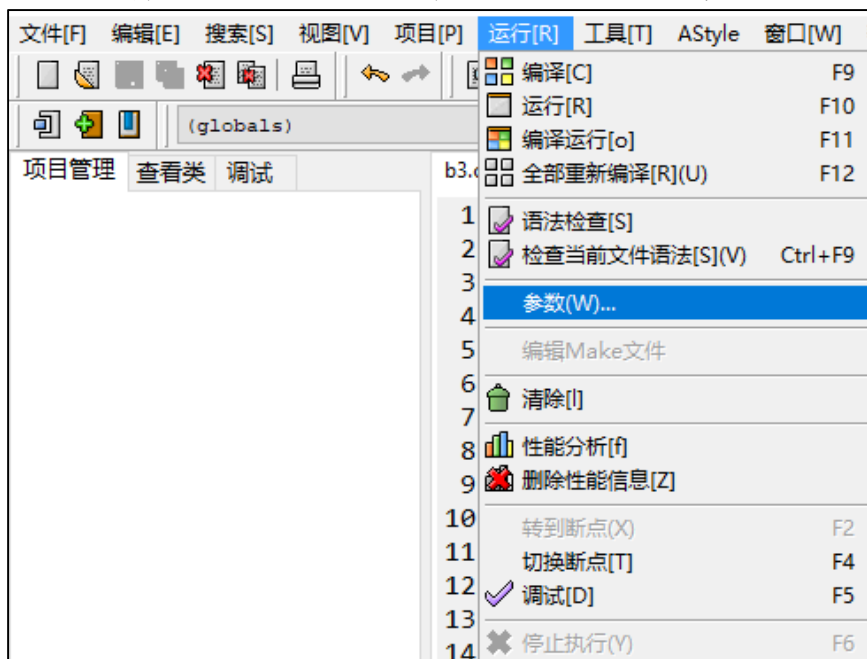 文件[F] 编辑[E] 搜索[S] 视图[V] 项目[P] 运行[R] 工具[T] AStyle 窗口[W]
(globals)
项目管理 查看类 调试
b3.
1
2
3
4
5
6
7
8
9
10
11
12
13
14
编译[C] F9
运行[R] F10
编译运行[o] F11
全部重新编译[R](U) F12
语法检查[S]
检查当前文件语法[S](V) Ctrl+F9
参数(W)...
编辑Make文件
清除[l]
性能分析[f]
删除性能信息[Z]
转到断点(X) F2
切换断点[T] F4
调试[D] F5
停止执行(Y) F6